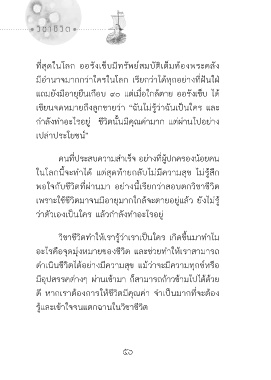 วิชาชีวิต
ที่สุดในโลก ออรังเซ็บมีทรัพย์สมบัติเต็มท้องพระคลัง
มีอำนาจมากกว่าใครในโลก เรียกว่าได้ทุกอย่างที่ฝันใฝ่
แถมยังมีอายุยืนเกือบ ๙๐ แต่เมื่อใกล้ตาย ออรังเซ็บ ได้
เขียนจดหมายถึงลูกชายว่า “ฉันไม่รู้ว่าฉันเป็นใคร และ
กำลังทำอะไรอยู่ ชีวิตนั้นมีคุณค่ามาก แต่ผ่านไปอย่าง
เปล่าประโยชน์”
คนที่ประสบความสำเร็จ อย่างที่ผู้ปกครองน้อยคน
ในโลกนี้จะทำได้ แต่สุดท้ายกลับไม่มีความสุข ไม่รู้สึก
พอใจกับชีวิตที่ผ่านมา อย่างนี้เรียกว่าสอบตกวิชาชีวิต
เพราะใช้ชีวิตมาจนมีอายุมากใกล้จะตายอยู่แล้ว ยังไม่รู้
ว่าตัวเองเป็นใคร แล้วกำลังทำอะไรอยู่
วิชาชีวิตทำให้เรารู้ว่าเราเป็นใคร เกิดขึ้นมาทำไม
อะไรคือจุดมุ่งหมายของชีวิต และช่วยทำให้เราสามารถ
ดำเนินชีวิตได้อย่างมีความสุข แม้ว่าจะมีความทุกข์หรือ
มีอุปสรรคต่างๆ ผ่านเข้ามา ก็สามารถก้าวข้ามไปได้ด้วย
ดี หากเราต้องการให้ชีวิตมีคุณค่า จำเป็นมากที่จะต้อง
รู้และเข้าใจจนแตกฉานในวิชาชีวิต